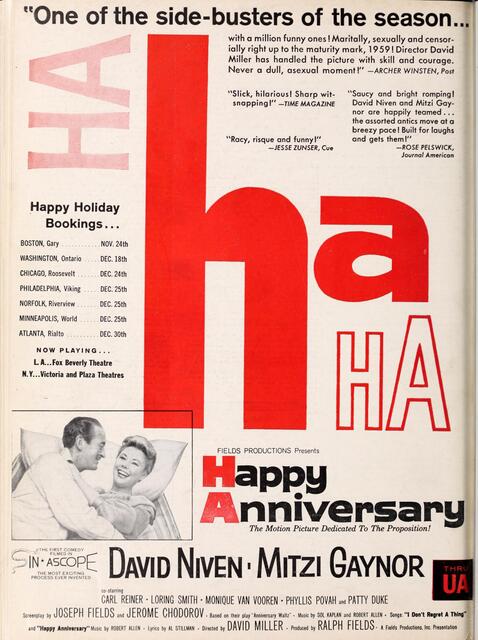 "One of the side-busters of the season...
with a million funny ones! Maritally, sexually and censor-
ially right up to the maturity mark, 1959! Director David
Miller has handled the picture with skill and courage.
Never a dull, asexual moment!" —ARCHER WINSTEN, Post
HA
ha
HA
"Slick, hilarious! Sharp wit-
snapping!" —TIME MAGAZINE
"Racy, risque and funny!"
—JESSE ZUNSER, Cue
"Saucy and bright romping!
David Niven and Mitzi Gay-
nor are happily teamed...
the assorted antics move at a
breezy pace! Built for laughs
and gets them!"
—ROSE PELSWICK,
Journal American
Happy Holiday
Bookings...
BOSTON, Gary ........... NOV. 24th
WASHINGTON, Ontario ..... DEC. 18th
CHICAGO, Roosevelt ...... DEC. 24th
PHILADELPHIA, Viking .... DEC. 25th
NORFOLK, Riverview ...... DEC. 25th
MINNEAPOLIS, World ...... DEC. 25th
ATLANTA, Rialto ......... DEC. 30th
NOW PLAYING...
L.A...Fox Beverly Theatre
N.Y...Victoria and Plaza Theatres
FIELDS PRODUCTIONS Presents
Happy
Anniversary
The Motion Picture Dedicated To The Proposition!
THE FIRST COMEDY
FILMED IN
SIN•ASCOPE
THE MOST EXCITING
PROCESS EVER INVENTED
DAVID NIVEN • MITZI GAYNOR
THRU
UA
co-starring
CARL REINER • LORING SMITH • MONIQUE VAN VOOREN • PHYLLIS POVAH and PATTY DUKE
Screenplay by JOSEPH FIELDS and JEROME CHODOROV • Based on their play "Anniversary Waltz" • Music by SOL KAPLAN and ROBERT ALLEN • Songs: "I Don't Regret A Thing"
and "Happy Anniversary" Music by ROBERT ALLEN • Lyrics by AL STILLMAN • Directed by DAVID MILLER • Produced by RALPH FIELDS • A Fields Productions, Inc. Presentation